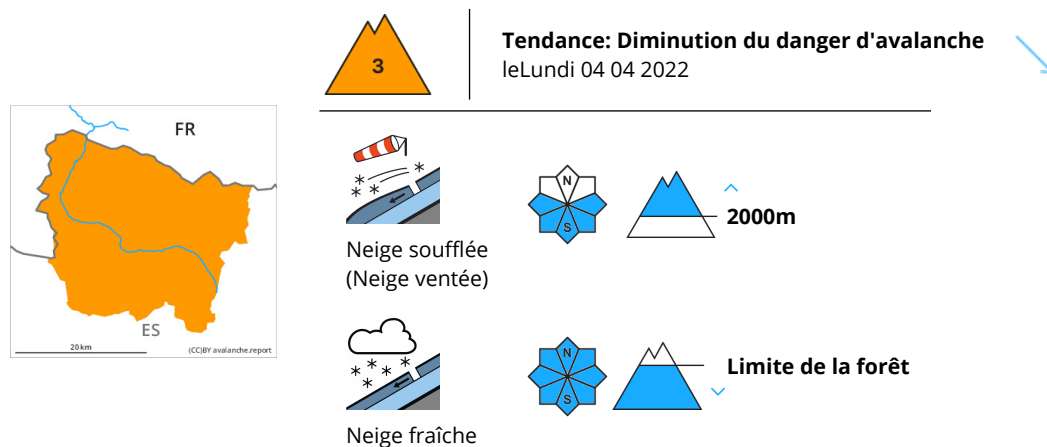 3
Tendance: Diminution du danger d'avalanche
leLundi 04 04 2022
FR
ES
20 km
(CC)BY avalanche.report
N
S
2000m
Neige soufflée
(Neige ventée)
N
S
Limite de la forêt
Neige fraîche